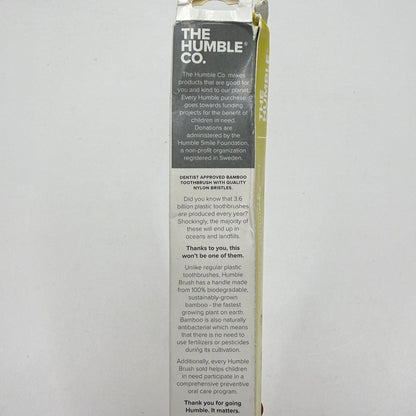 THE
HUMBLE®
CO.
The Humble Co. makes
products that are good for
you and kind to our planet.
Every Humble purchase
goes towards funding
projects for the benefit of
children in need.
Donations are
administered by the
Humble Smile Foundation,
a non-profit organization
registered in Sweden.
DENTIST APPROVED BAMBOO
TOOTHBRUSH WITH QUALITY
NYLON BRISTLES.
Did you know that 3.6
billion plastic toothbrushes
are produced every year?
Shockingly, the majority of
these will end up in
oceans and landfills.
Thanks to you, this
won't be one of them.
Unlike regular plastic
toothbrushes, Humble
Brush has a handle made
from 100% biodegradable,
sustainably-grown
bamboo - the fastest
growing plant on earth.
Bamboo is also naturally
antibacterial which means
that there is no need to
use fertilizers or pesticides
during its cultivation.
Additionally, every Humble
Brush sold helps children
in need participate in a
comprehensive preventive
oral care program.
Thank you for going
Humble. It matters.
THE
HUMBLE